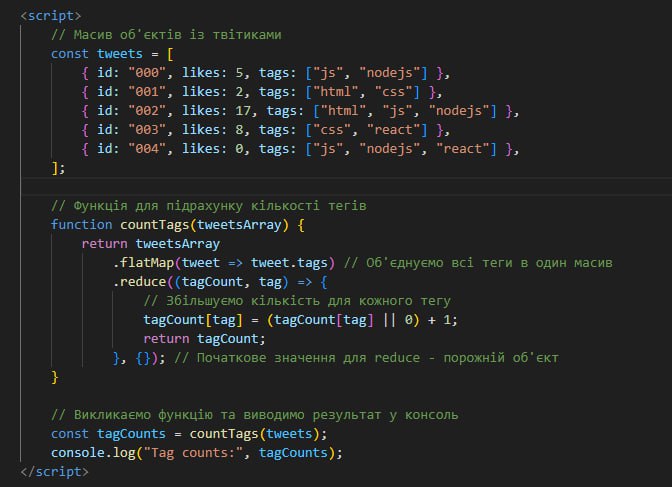 <script>
// Масив об'єктів із твітиками
const tweets = [
{ id: "000", likes: 5, tags: ["js", "nodejs"] },
{ id: "001", likes: 2, tags: ["html", "css"] },
{ id: "002", likes: 17, tags: ["html", "js", "nodejs"] },
{ id: "003", likes: 8, tags: ["css", "react"] },
{ id: "004", likes: 0, tags: ["js", "nodejs", "react"] },
];
// Функція для підрахунку кількості тегів
function countTags(tweetsArray) {
return tweetsArray
.flatMap(tweet => tweet.tags) // Об'єднуємо всі теги в один масив
.reduce((tagCount, tag) => {
// Збільшуємо кількість для кожного тегу
tagCount[tag] = (tagCount[tag] || 0) + 1;
return tagCount;
}, {}); // Початкове значення для reduce - порожній об'єкт
}
// Викликаємо функцію та виводимо результат у консоль
const tagCounts = countTags(tweets);
console.log("Tag counts:", tagCounts);
</script>